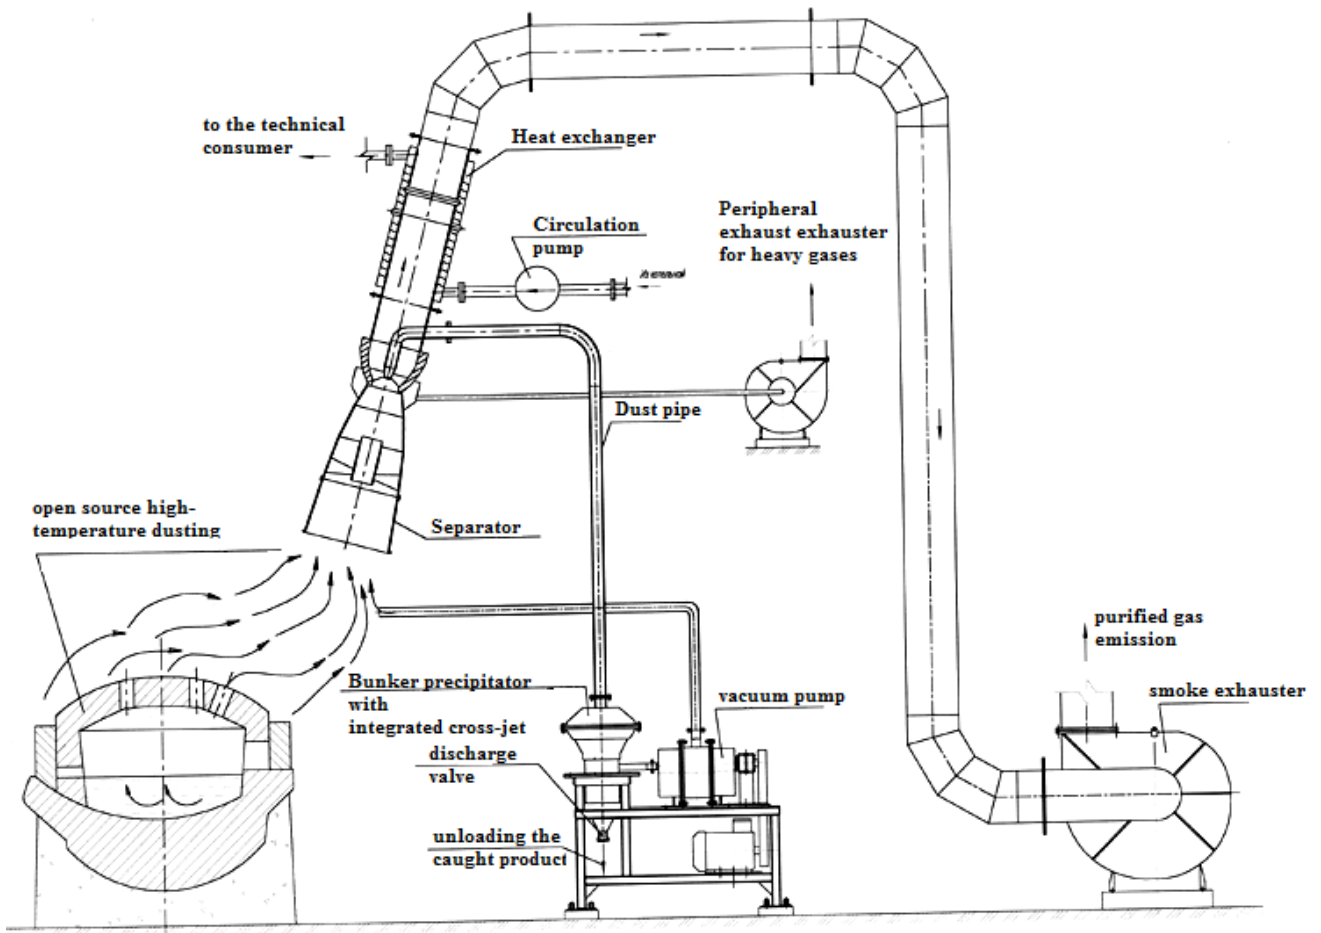 to the technical
consumer
Heat exchanger
Circulation
pump
Peripheral
exhaust exhauster
for heavy gases
Dust pipe
open source high-
temperature dusting
Separator
purified gas
emission
smoke exhauster
Bunker precipitator
with
integrated cross-jet
vacuum pump
discharge
valve
unloading the
caught product